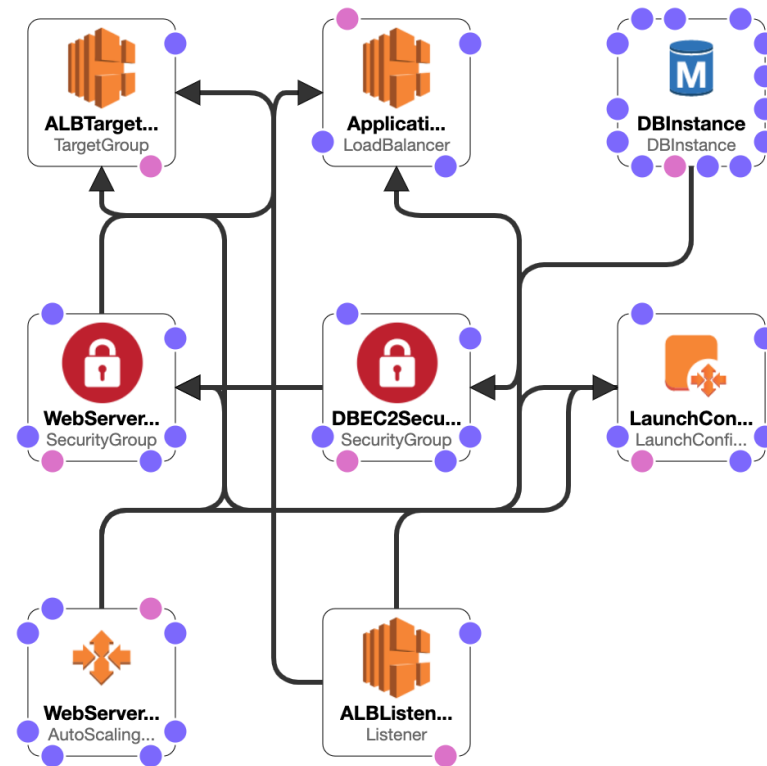 ALBTarget...
TargetGroup
Applicati...
LoadBalancer
M
DBInstance
DBInstance
WebServer...
SecurityGroup
DBEC2Secu...
SecurityGroup
LaunchCon...
LaunchConfi...
WebServer...
AutoScaling...
ALBListen...
Listener